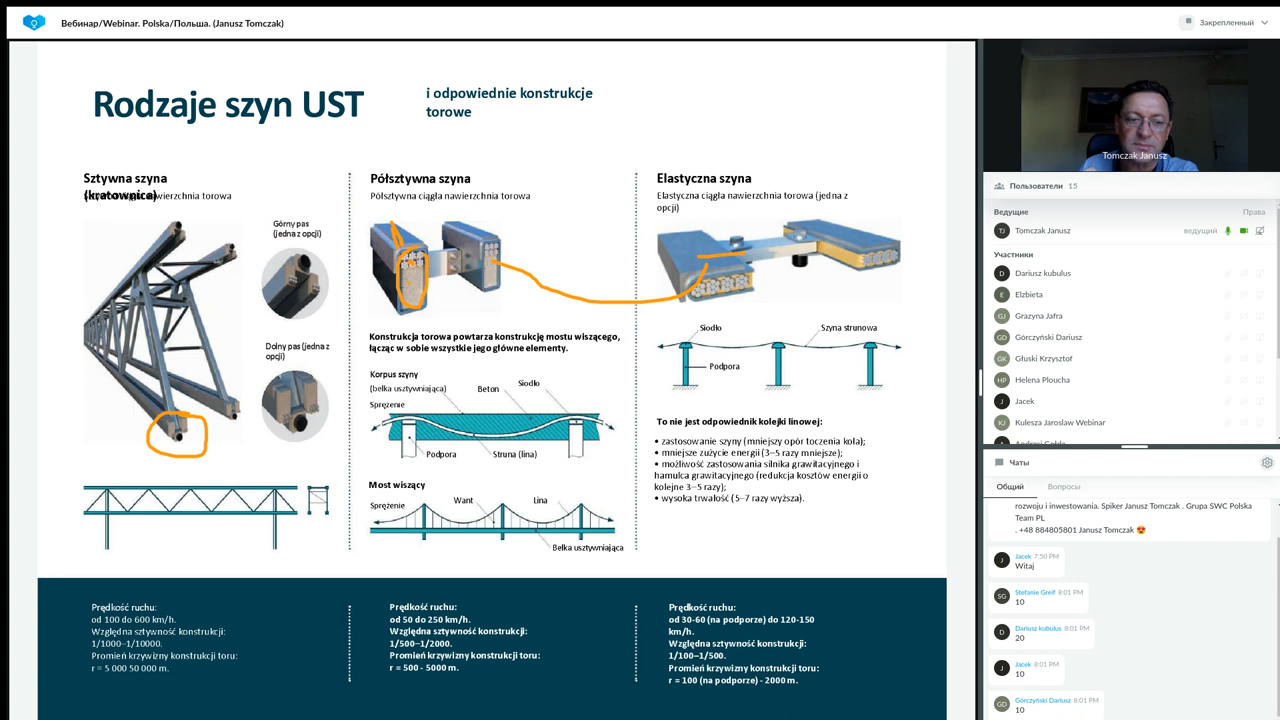 Вебинар/Webinar. Polska/Польша. (Janusz Tomczak)
Закрепленный
Rodzaje szyn UST
i odpowiednie konstrukcje
torowe
Sztywna szyna
(kratownica)
nawierzchnia torowa
Górny pas
(jedna z opcji)
Dolny pas (jedna z
opcji)
Półsztywna szyna
Półsztywna ciągła nawierzchnia torowa
Konstrukcja torowa powtarza konstrukcję mostu wiszącego,
łącząc w sobie wszystkie jego główne elementy.
Korpus szyny
(belka usztywniająca)
Beton
Siodło
Sprężenie
Podpora
Struna (lina)
Most wiszący
Sprężenie
Want
Lina
Belka usztywniająca
Elastyczna szyna
Elastyczna ciągła nawierzchnia torowa (jedna z
opcji)
Siodło
Szyna strunowa
Podpora
To nie jest odpowiednik kolejki linowej:
• zastosowanie szyny (mniejszy opór toczenia koła);
• mniejsze zużycie energii (3–5 razy mniejsze);
• możliwość zastosowania silnika grawitacyjnego i
hamulca grawitacyjnego (redukcja kosztów energii o
kolejne 3–5 razy);
• wysoka trwałość (5–7 razy wyższa).
Prędkość ruchu:
od 100 do 600 km/h.
Względna sztywność konstrukcji:
1/1000–1/10000.
Promień krzywizny konstrukcji toru:
r = 5 000 50 000 m.
Prędkość ruchu:
od 50 do 250 km/h.
Względna sztywność konstrukcji:
1/500–1/2000.
Promień krzywizny konstrukcji toru:
r = 500 - 5000 m.
Prędkość ruchu:
od 30-60 (na podporze) do 120-150
km/h.
Względna sztywność konstrukcji:
1/100–1/500.
Promień krzywizny konstrukcji toru:
r = 100 (na podporze) - 2000 m.
Tomczak Janusz
Пользователи 15
Ведущие
Права
TJ Tomczak Janusz ведущий
Участники
D Dariusz kubulus
E Elzbieta
GJ Grazyna Jafra
GD Górczyński Dariusz
GK Głuski Krzysztof
HP Helena Ploucha
J Jacek
KJ Kulesza Jaroslaw Webinar
Чаты
Общий
Вопросы
rozwoju i inwestowania. Spiker Janusz Tomczak . Grupa SWC Polska
Team PL
. +48 884805801 Janusz Tomczak 😍
J Jacek 7:50 PM
Witaj
SG Stefanie Greif 8:01 PM
10
D Dariusz kubulus 8:01 PM
20
J Jacek 8:01 PM
10
GD Górczyński Dariusz 8:01 PM
10